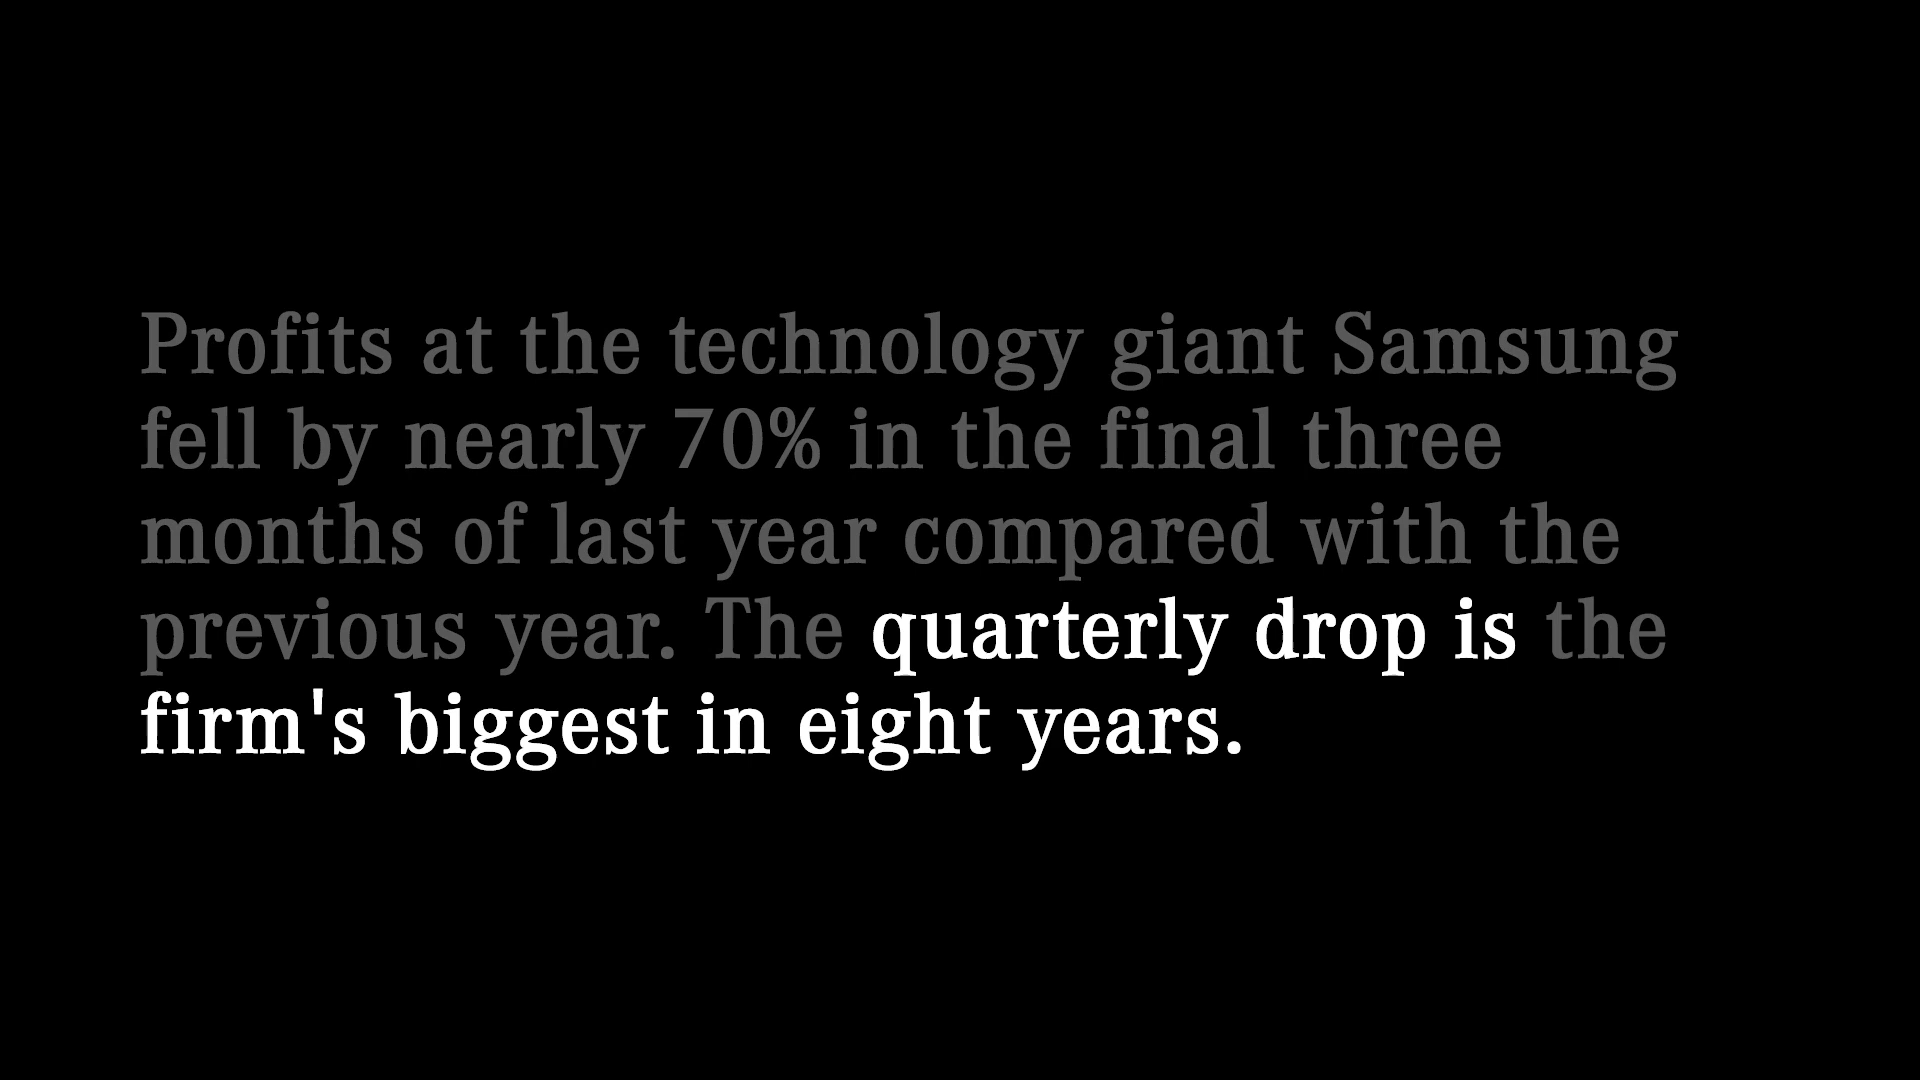 Profits at the technology giant Samsung
fell by nearly 70% in the final three
months of last year compared with the
previous year. The quarterly drop is the
firm's biggest in eight years.